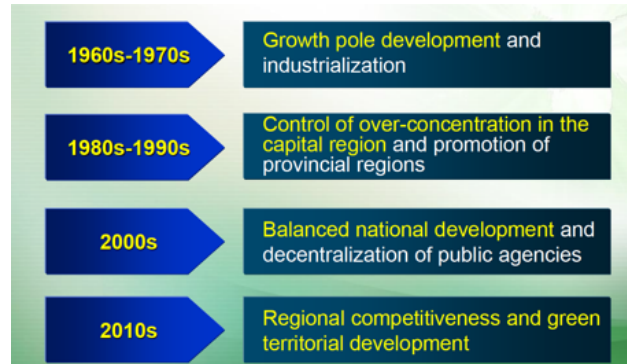 1960s-1970s
Growth pole development and
industrialization
1980s-1990s
Control of over-concentration in the
capital region and promotion of
provincial regions
2000s
Balanced national development and
decentralization of public agencies
2010s
Regional competitiveness and green
territorial development